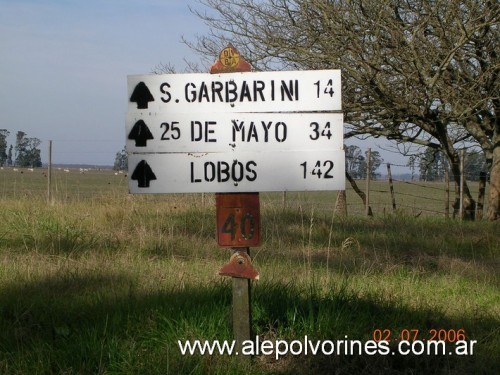 S. GARBARINI 14
25 DE MAYO 34
LOBOS 142
40
02.07.2006
www.alepolvorines.com.ar